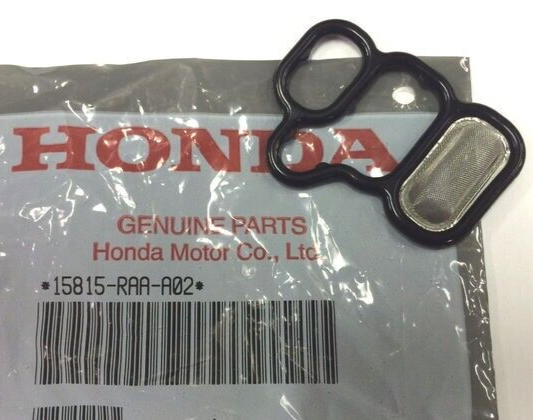 HONDA
GENUINE PARTS
Honda Motor Co., Ltd.
*15815-RAA-A02*